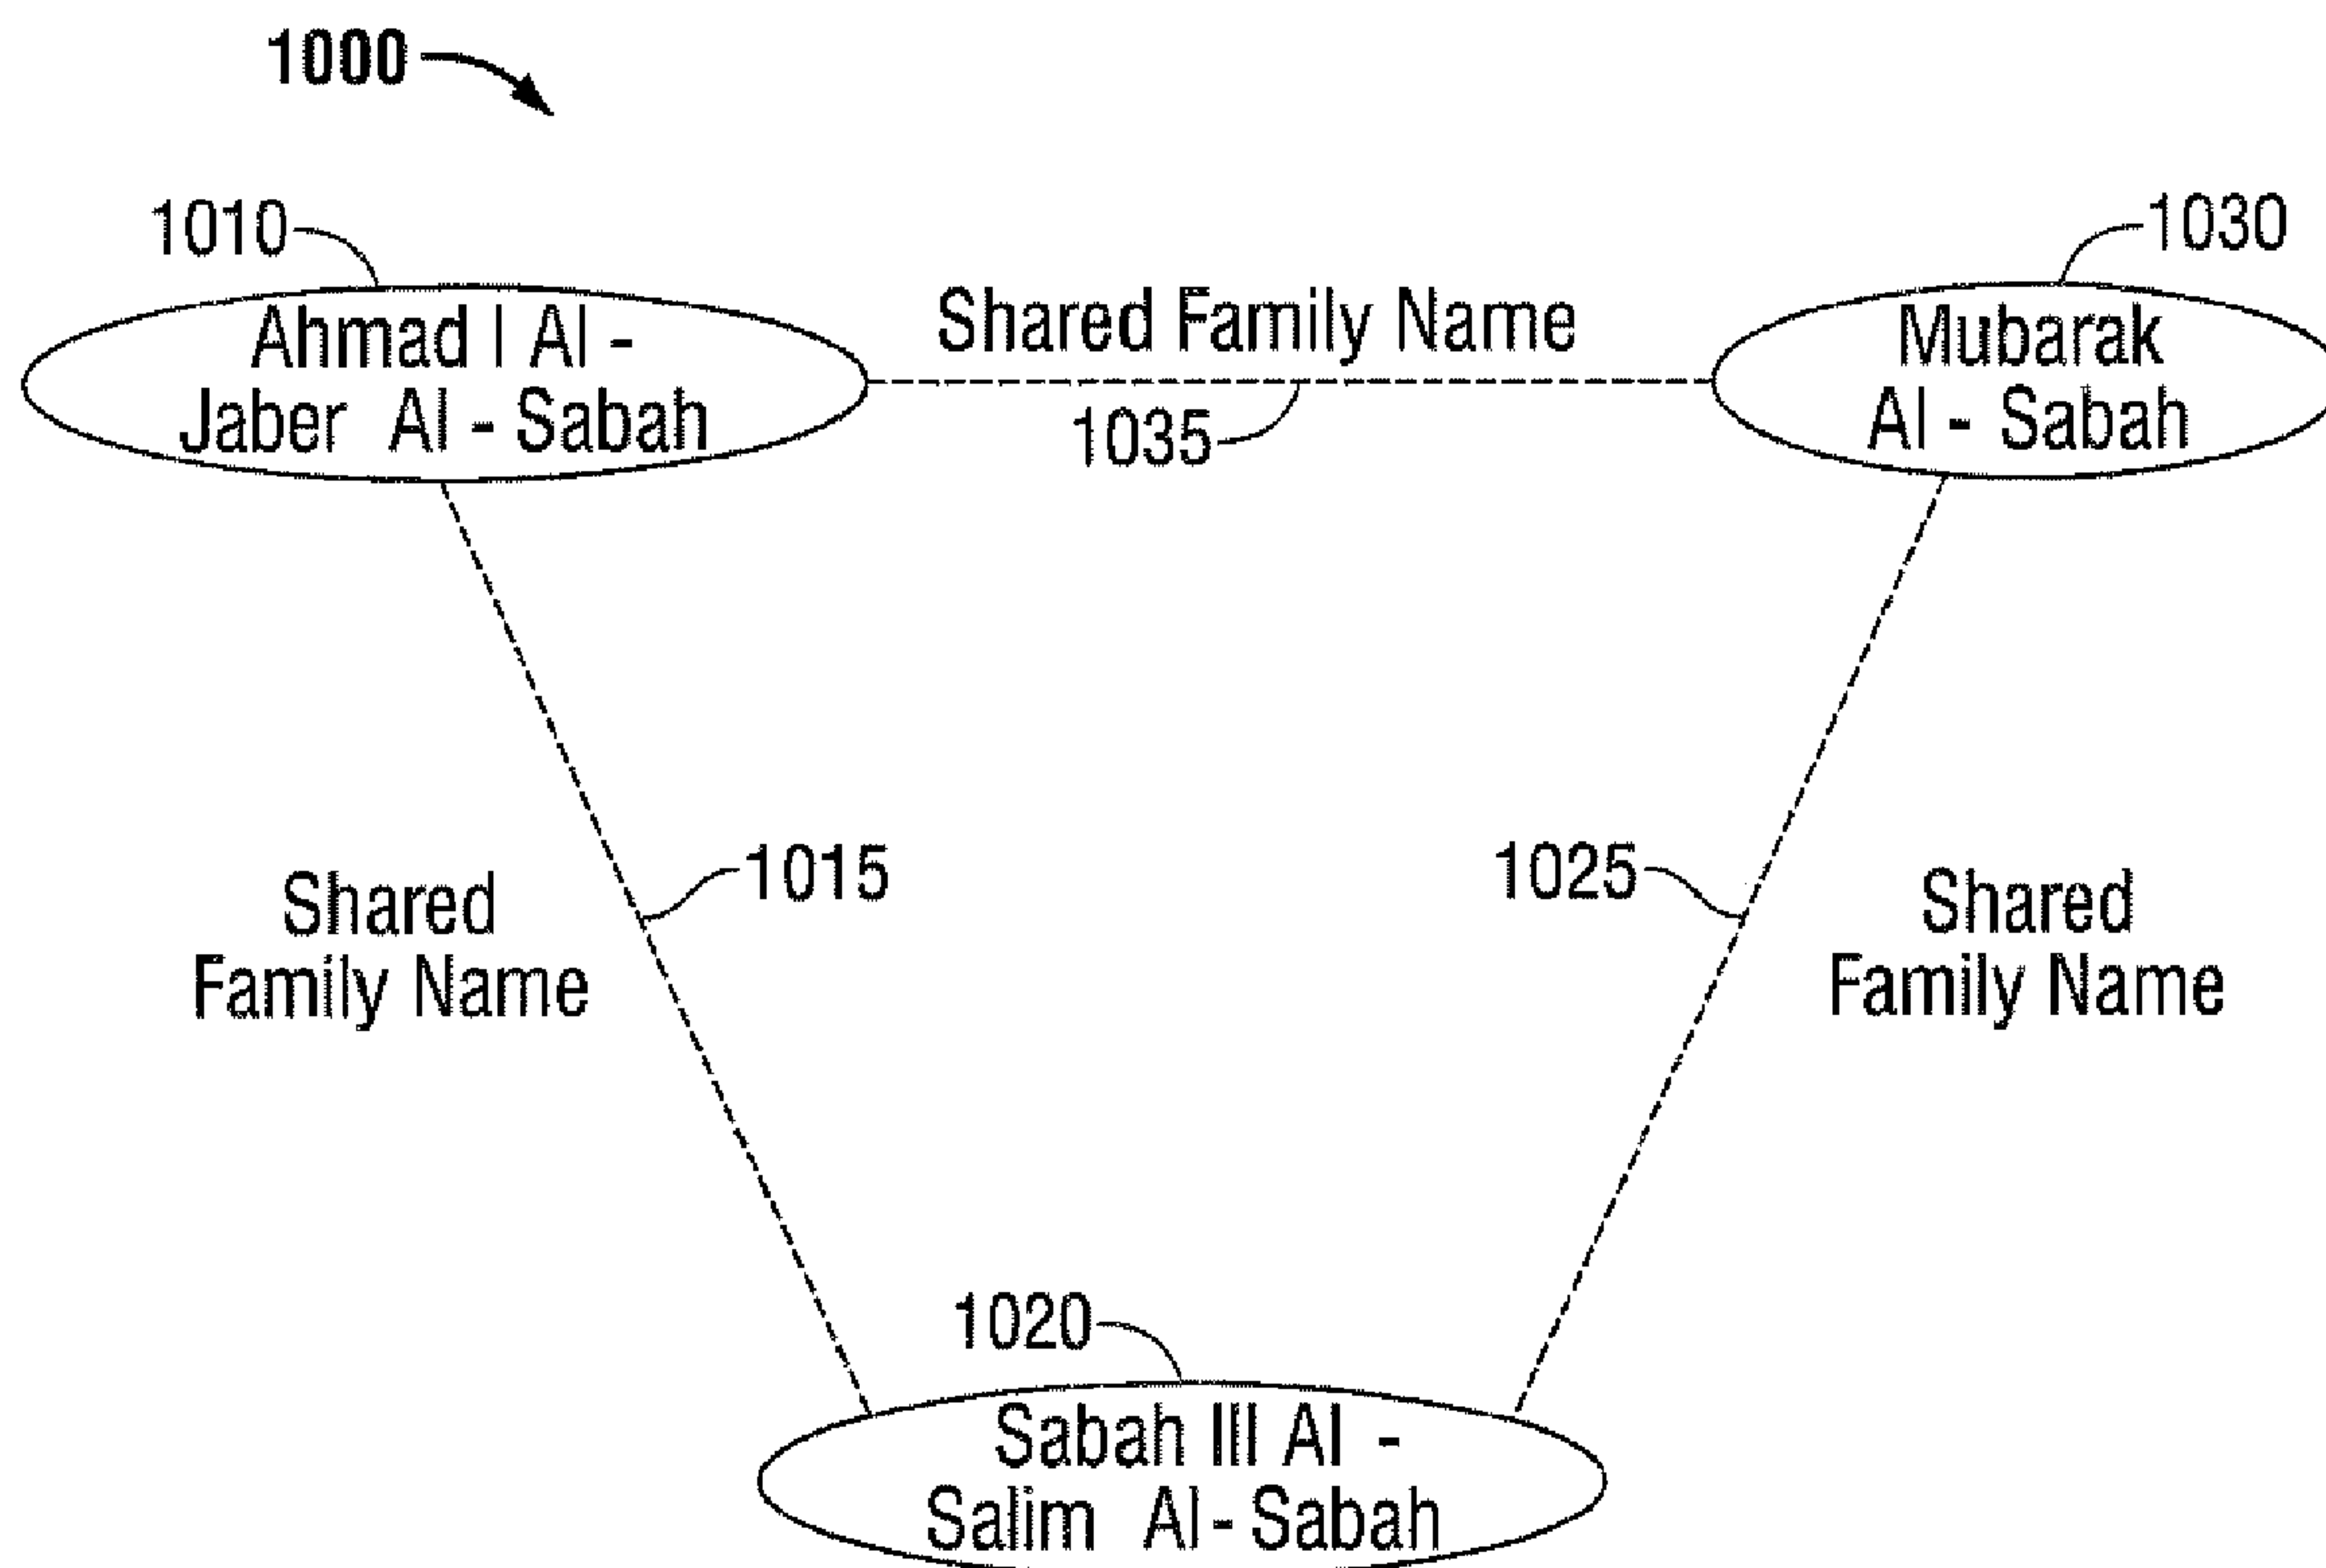 1000
1010
1030
Ahmad I Al -
Jaber Al - Sabah
Shared Family Name
1035
Mubarak
Al - Sabah
1015
1025
Shared
Family Name
Shared
Family Name
1020
Sabah III Al -
Salim Al - Sabah